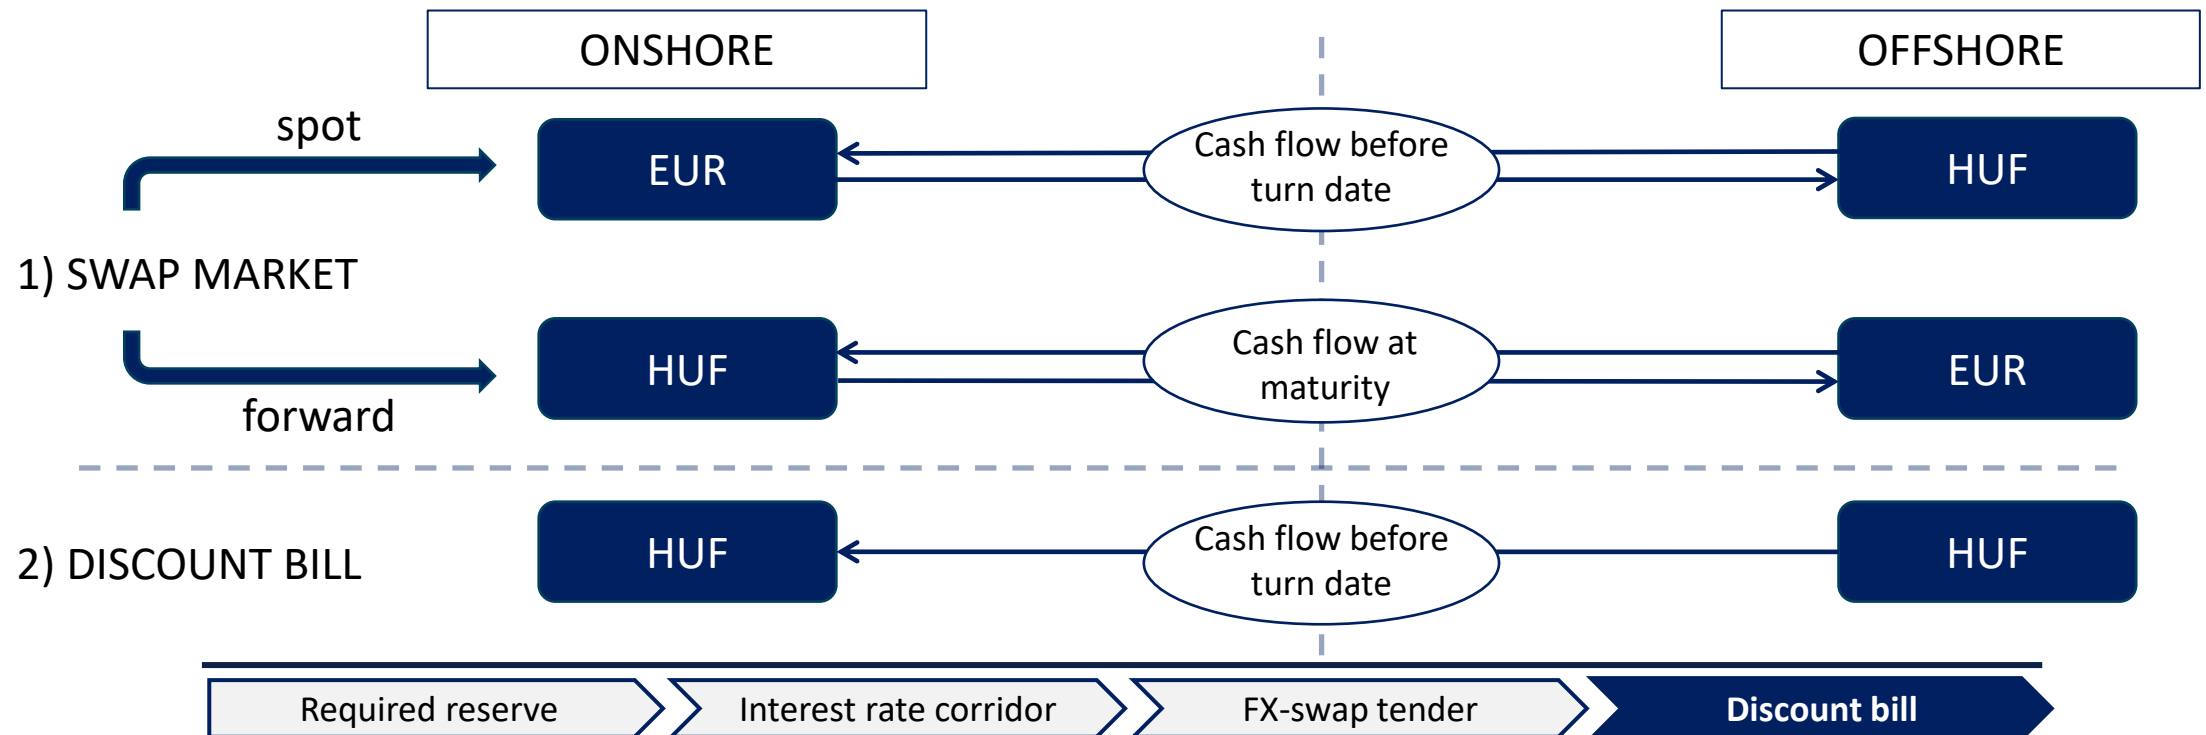 ONSHORE
OFFSHORE
spot
EUR
Cash flow before
turn date
HUF
1) SWAP MARKET
HUF
Cash flow at
maturity
EUR
forward
2) DISCOUNT BILL
HUF
Cash flow before
turn date
HUF
Required reserve
Interest rate corridor
FX-swap tender
Discount bill